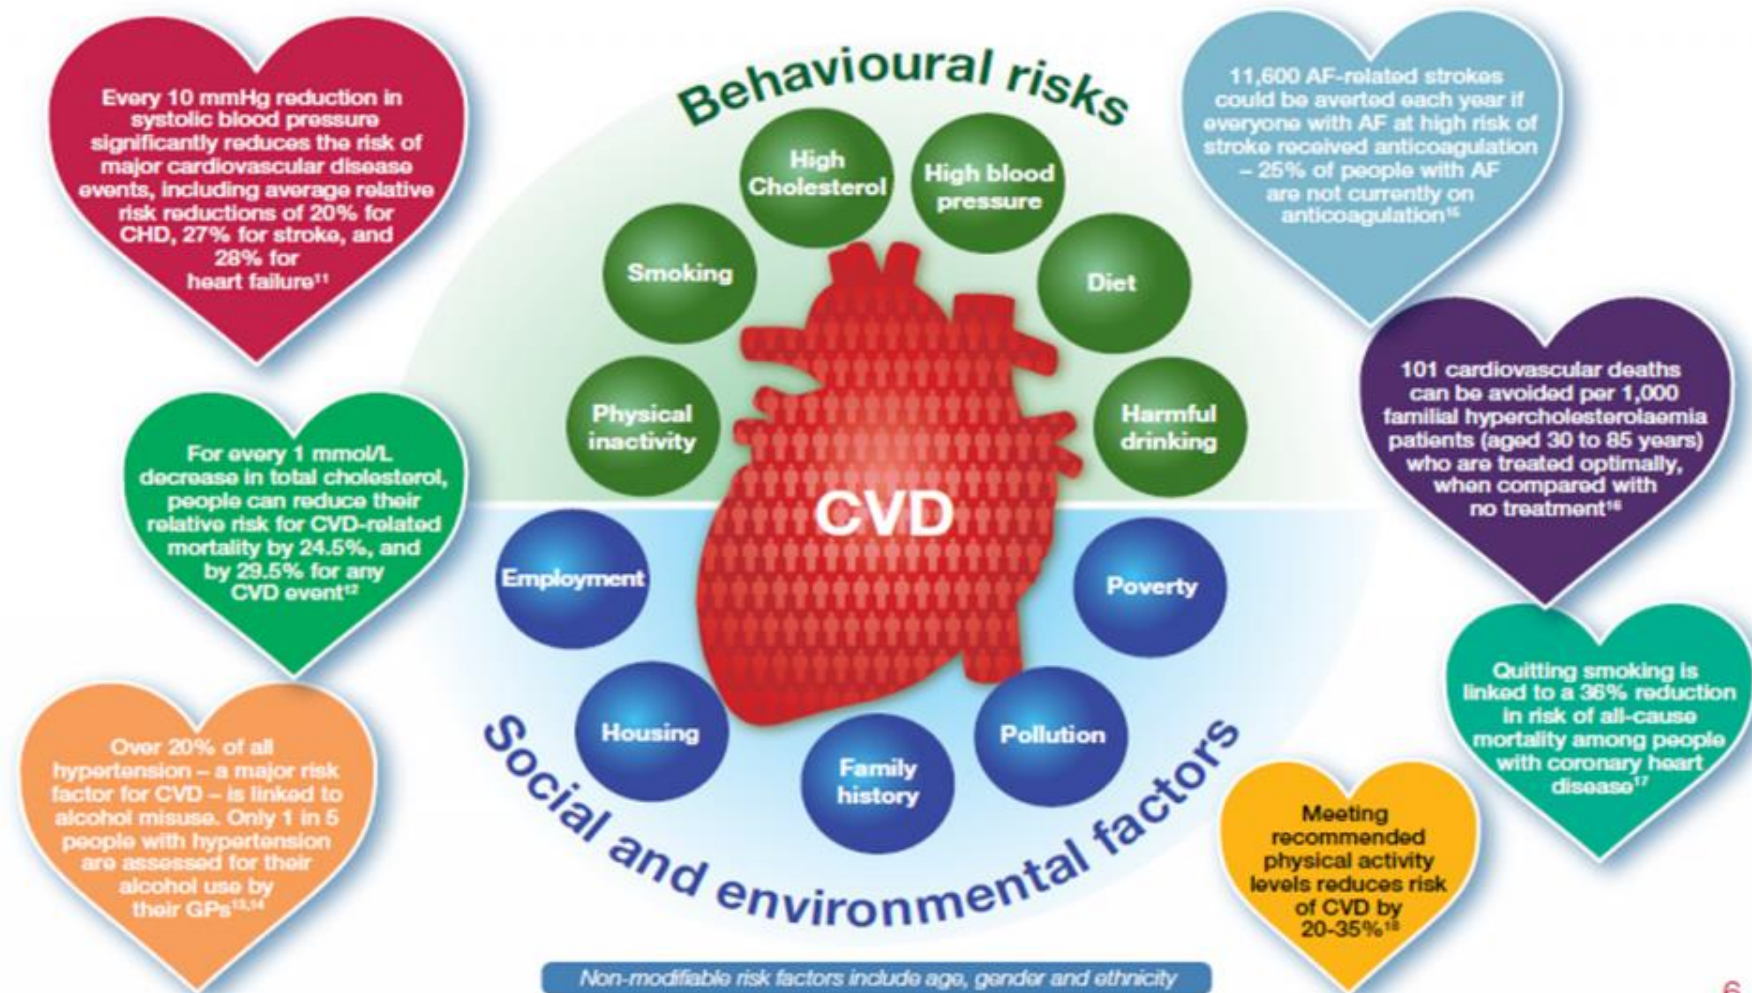 Every 10 mmHg reduction in
systolic blood pressure
significantly reduces the risk of
major cardiovascular disease
events, including average relative
risk reductions of 20% for
CHD, 27% for stroke, and
28% for
heart failure¹¹
For every 1 mmol/L
decrease in total cholesterol,
people can reduce their
relative risk for CVD-related
mortality by 24.5%, and
by 29.5% for any
CVD event¹²
Over 20% of all
hypertension – a major risk
factor for CVD – is linked to
alcohol misuse. Only 1 in 5
people with hypertension
are assessed for their
alcohol use by
their GPs¹³,¹⁴
Behavioural risks
High
Cholesterol
High blood
pressure
Smoking
Diet
Physical
inactivity
Harmful
drinking
CVD
Employment
Poverty
Housing
Family
history
Pollution
Social and environmental factors
Non-modifiable risk factors include age, gender and ethnicity
11,600 AF-related strokes
could be averted each year if
everyone with AF at high risk of
stroke received anticoagulation
– 25% of people with AF
are not currently on
anticoagulation¹⁵
101 cardiovascular deaths
can be avoided per 1,000
familial hypercholesterolaemia
patients (aged 30 to 85 years)
who are treated optimally,
when compared with
no treatment¹⁶
Quitting smoking is
linked to a 36% reduction
in risk of all-cause
mortality among people
with coronary heart
disease¹⁷
Meeting
recommended
physical activity
levels reduces risk
of CVD by
20-35%¹⁸
6